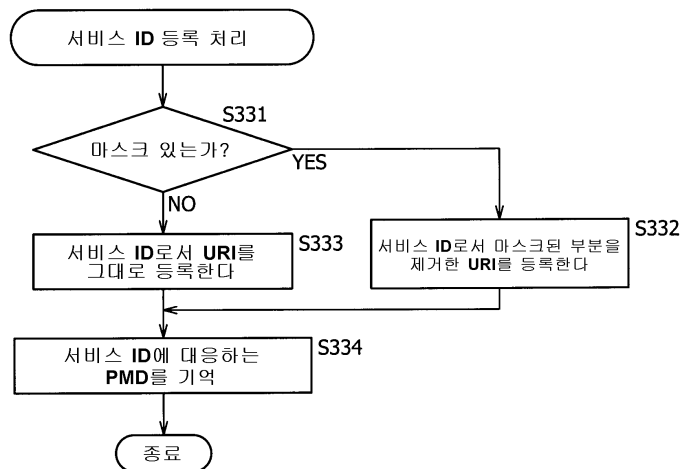 서비스 ID 등록 처리
S331
마스크 있는가?
YES
NO
서비스 ID로서 URI를
그대로 등록한다
S333
서비스 ID로서 마스크된 부분을
제거한 URI를 등록한다
S332
서비스 ID에 대응하는
PMD를 기억
S334
종료